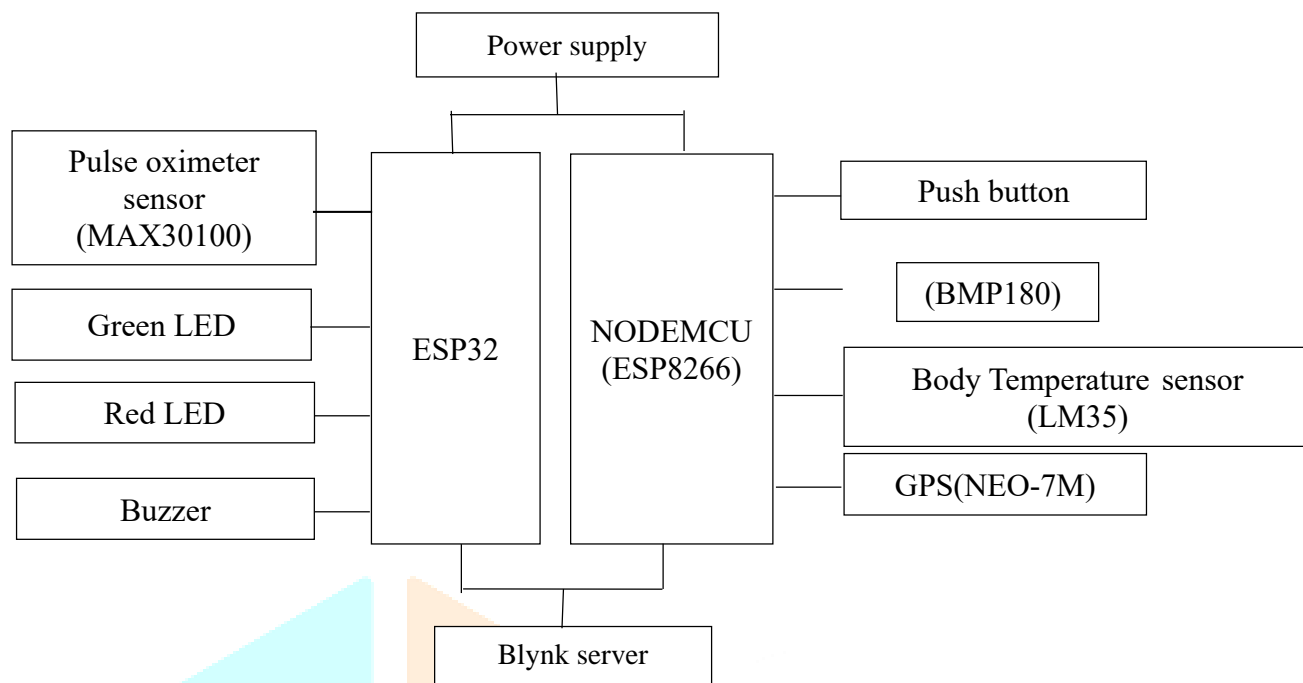 Power supply
Pulse oximeter
sensor
(MAX30100)
Green LED
Red LED
Buzzer
ESP32
NODEMCU
(ESP8266)
Push button
(BMP180)
Body Temperature sensor
(LM35)
GPS(NEO-7M)
Blynk server